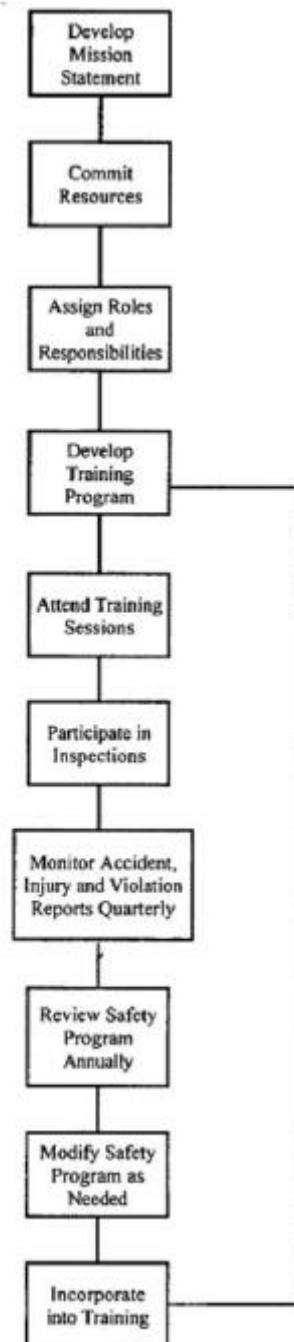 Develop
Mission
Statement
Commit
Resources
Assign Roles
and
Responsibilities
Develop
Training
Program
Attend Training
Sessions
Participate in
Inspections
Monitor Accident,
Injury and Violation
Reports Quarterly
Review Safety
Program
Annually
Modify Safety
Program as
Needed
Incorporate
into Training